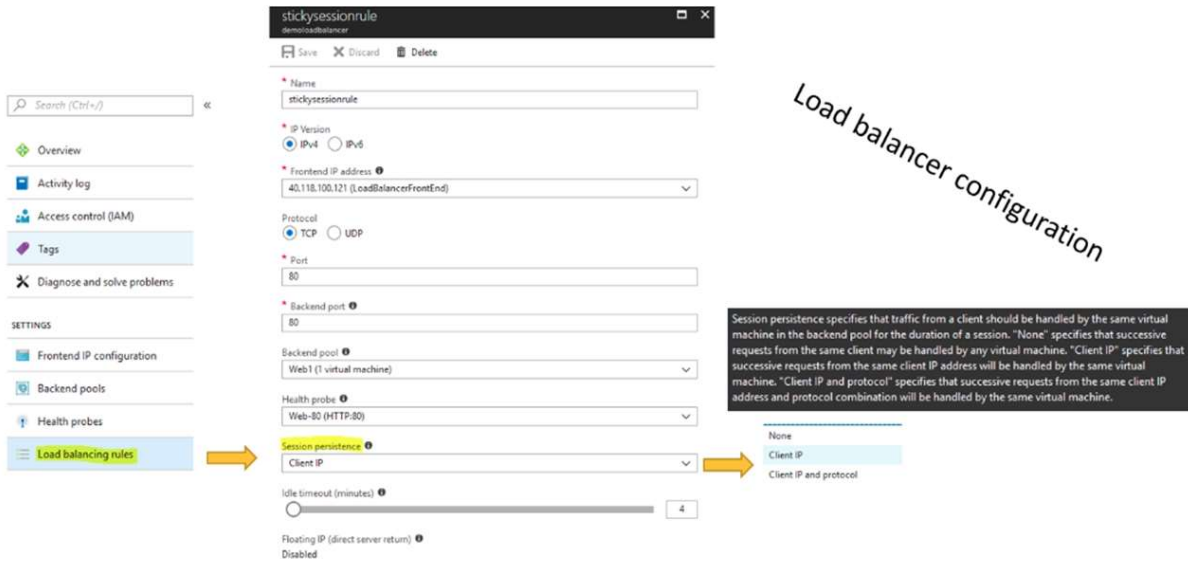 stickysessionrule
demoloadbalancer
Save Discard Delete
Search (Ctrl+/)
«
Overview
Activity log
Access control (IAM)
Tags
Diagnose and solve problems
SETTINGS
Frontend IP configuration
Backend pools
Health probes
Load balancing rules
* Name
stickysessionrule
* IP Version
IPv4 IPv6
* Frontend IP address
40.118.100.121 (LoadBalancerFrontEnd)
Protocol
TCP UDP
* Port
80
* Backend port
80
Backend pool
Web1 (1 virtual machine)
Health probe
Web-80 (HTTP:80)
Session persistence
Client IP
Idle timeout (minutes)
4
Floating IP (direct server return)
Disabled
Load balancer configuration
Session persistence specifies that traffic from a client should be handled by the same virtual
machine in the backend pool for the duration of a session. "None" specifies that successive
requests from the same client may be handled by any virtual machine. "Client IP" specifies that
successive requests from the same client IP address will be handled by the same virtual
machine. "Client IP and protocol" specifies that successive requests from the same client IP
address and protocol combination will be handled by the same virtual machine.
None
Client IP
Client IP and protocol